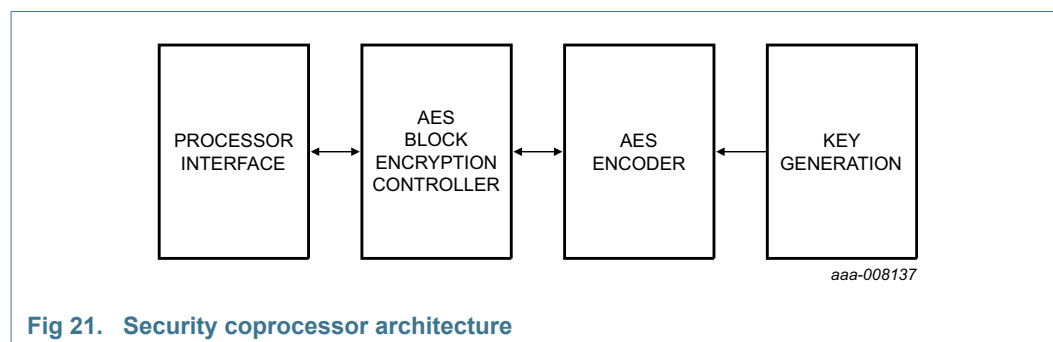 PROCESSOR
INTERFACE
AES
BLOCK
ENCRYPTION
CONTROLLER
AES
ENCODER
KEY
GENERATION
aaa-008137
Fig 21. Security coprocessor architecture